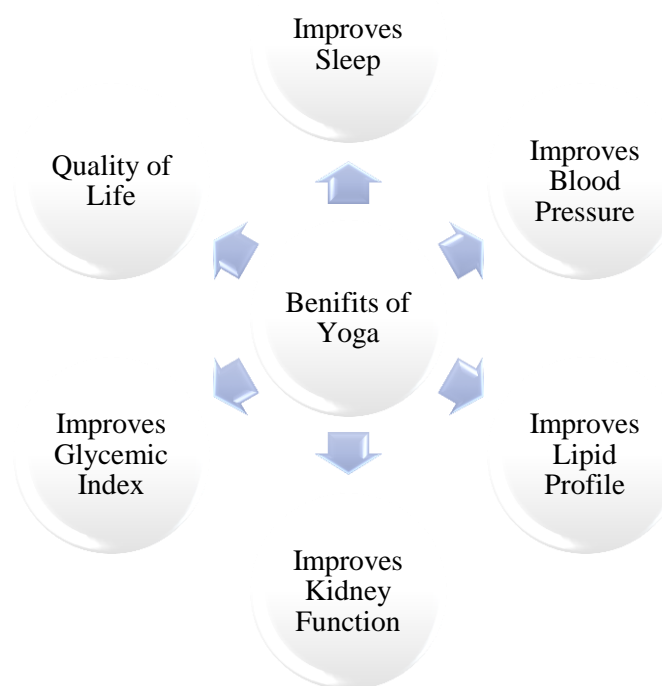 Improves
Sleep
Improves
Blood
Pressure
Improves
Lipid
Profile
Improves
Kidney
Function
Improves
Glycemic
Index
Quality of
Life
Benifits of
Yoga